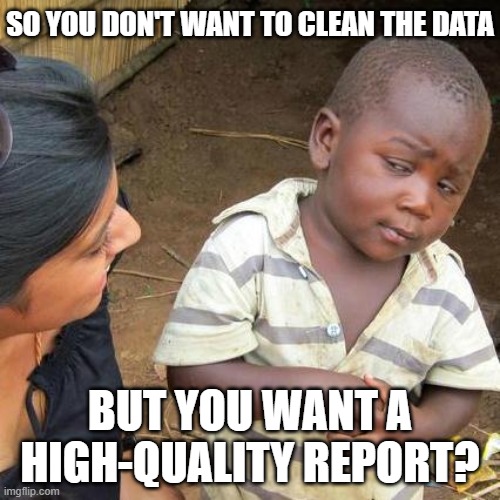 SO YOU DON'T WANT TO CLEAN THE DATA
BUT YOU WANT A
HIGH-QUALITY REPORT?
imgflip.com